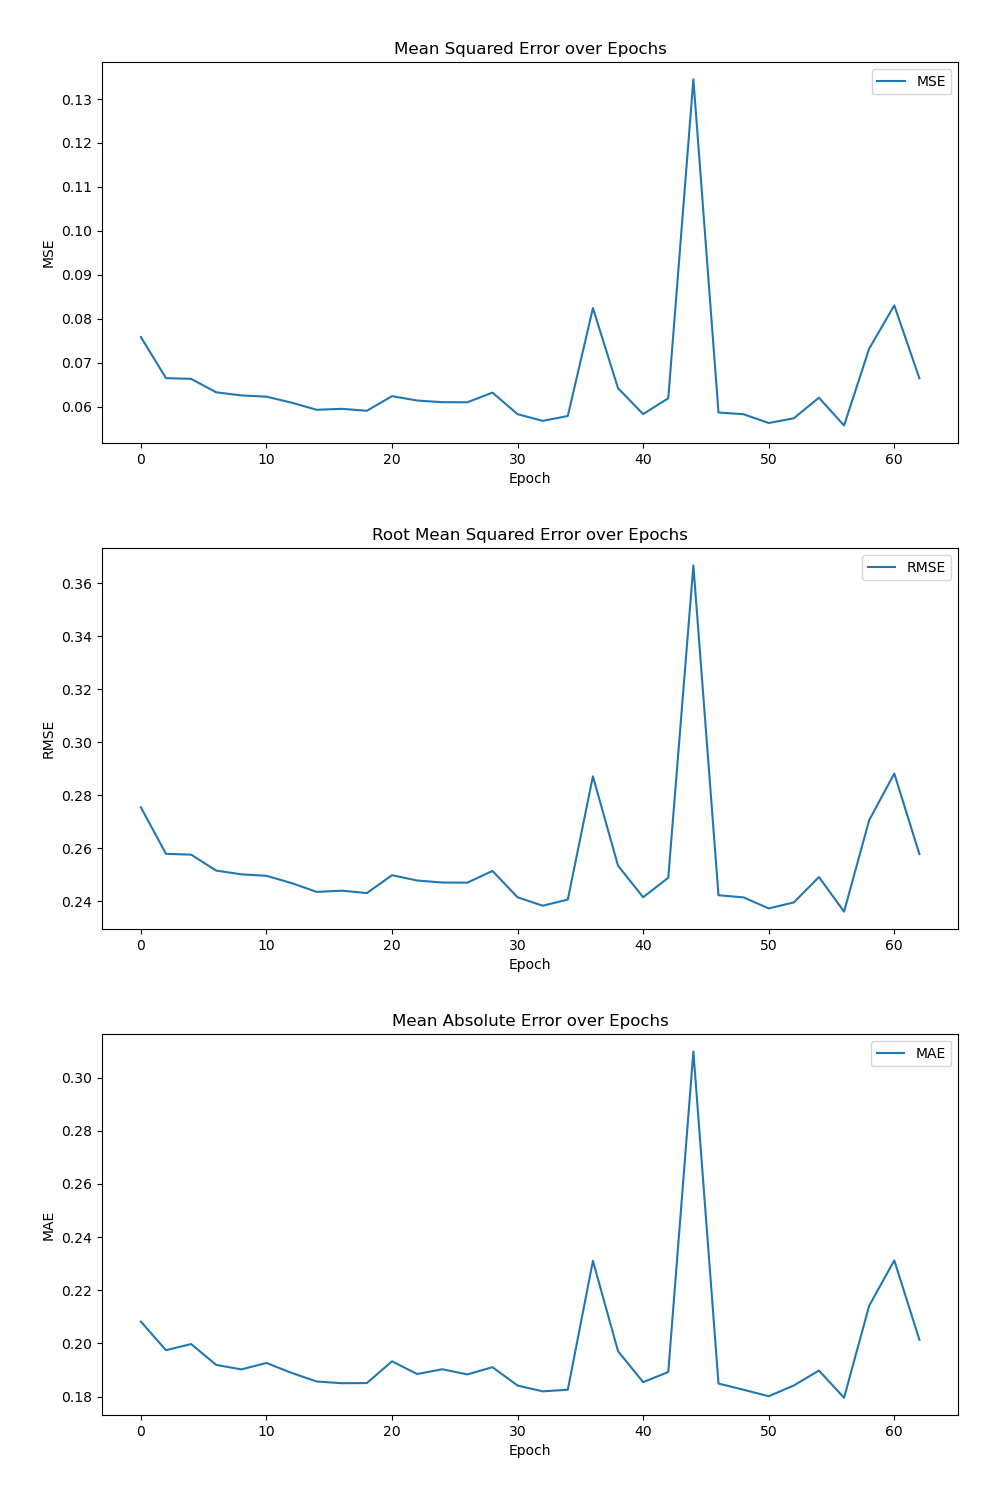 Mean Squared Error over Epochs
MSE
0.13
0.12
0.11
0.10
0.09
0.08
0.07
0.06
MSE
0 10 20 30 40 50 60
Epoch
Root Mean Squared Error over Epochs
RMSE
0.36
0.34
0.32
0.30
0.28
0.26
0.24
RMSE
0 10 20 30 40 50 60
Epoch
Mean Absolute Error over Epochs
MAE
0.30
0.28
0.26
0.24
0.22
0.20
0.18
MAE
0 10 20 30 40 50 60
Epoch